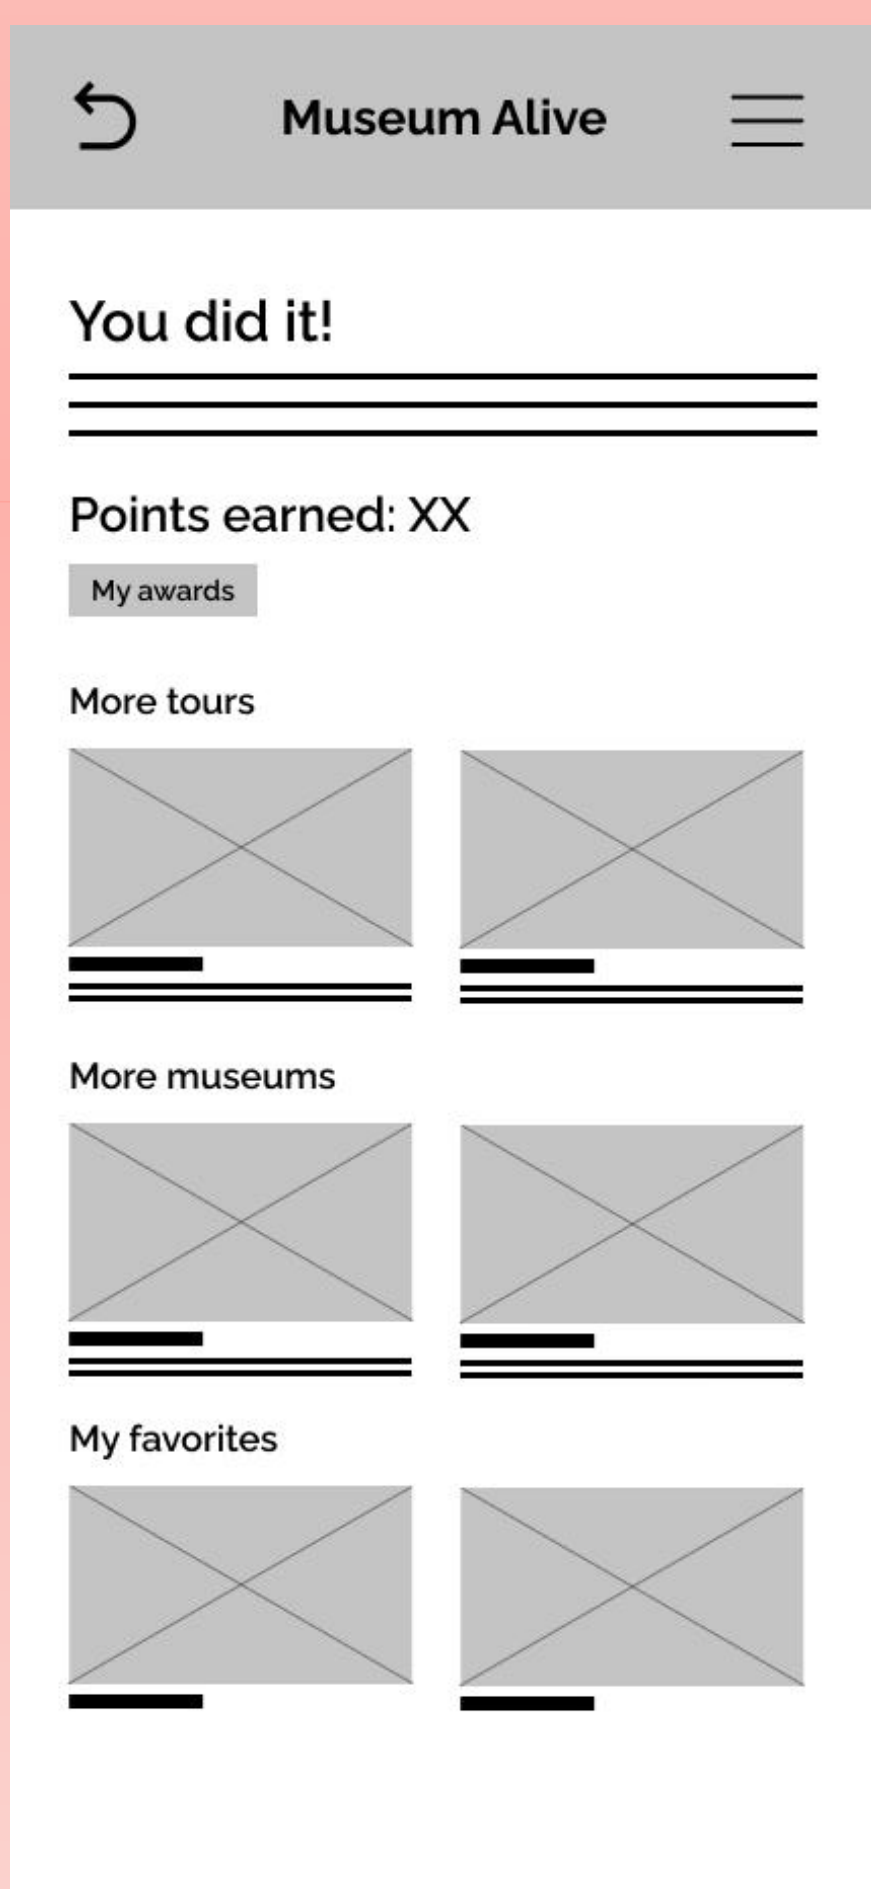 Museum Alive
You did it!
Points earned: XX
My awards
More tours
More museums
My favorites